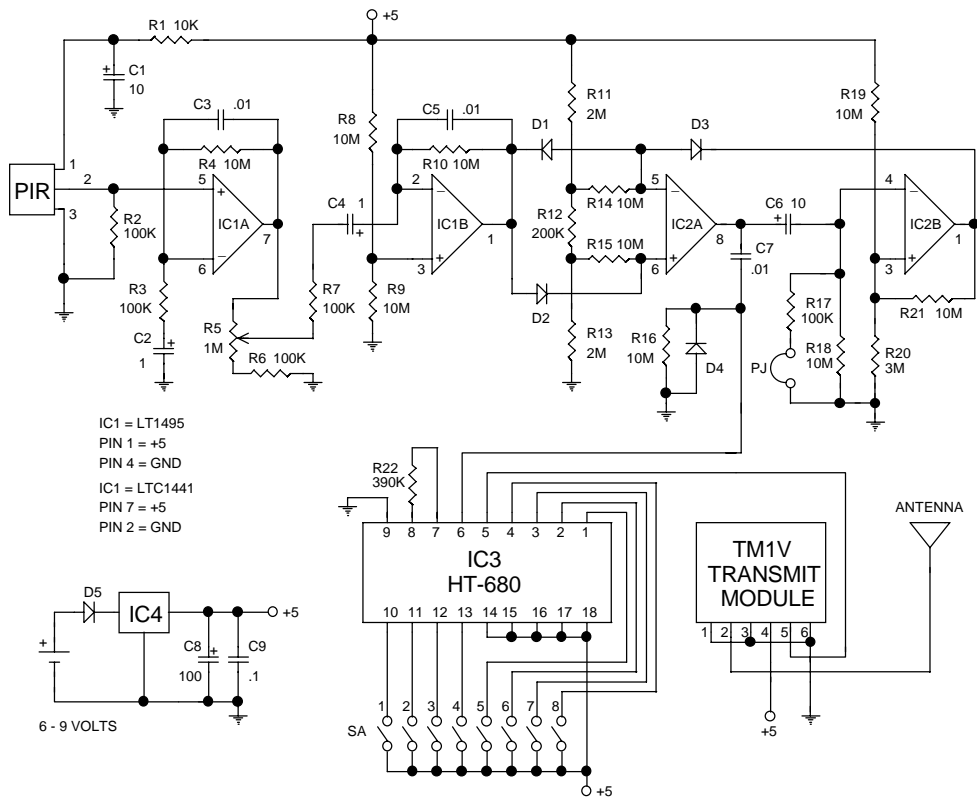 +5
R1 10K
C1
+
10
C3 .01
R4 10M
R8
10M
C5 .01
R10 10M
R11
2M
D1
D3
R19
10M
PIR
1
2
3
R2
100K
5
+
IC1A
7
6
−
R3
100K
C2
+
1
R5
1M
R6 100K
C4 1
+
R7
100K
2
−
IC1B
1
3
+
R9
10M
D2
R14 10M
R12
200K
R15 10M
R13
2M
5
−
IC2A
8
6
+
C6 10
+
C7
.01
R16
10M
D4
4
−
IC2B
1
3
+
R17
100K
R18
10M
PJ
R21 10M
R20
3M
IC1 = LT1495
PIN 1 = +5
PIN 4 = GND
IC1 = LTC1441
PIN 7 = +5
PIN 2 = GND
R22
390K
9 8 7 6 5 4 3 2 1
IC3
HT-680
10 11 12 13 14 15 16 17 18
ANTENNA
TM1V
TRANSMIT
MODULE
1 2 3 4 5 6
+5
D5
IC4
+5
+
C8
+
100
C9
.1
6 - 9 VOLTS
SA
1 2 3 4 5 6 7 8
+5